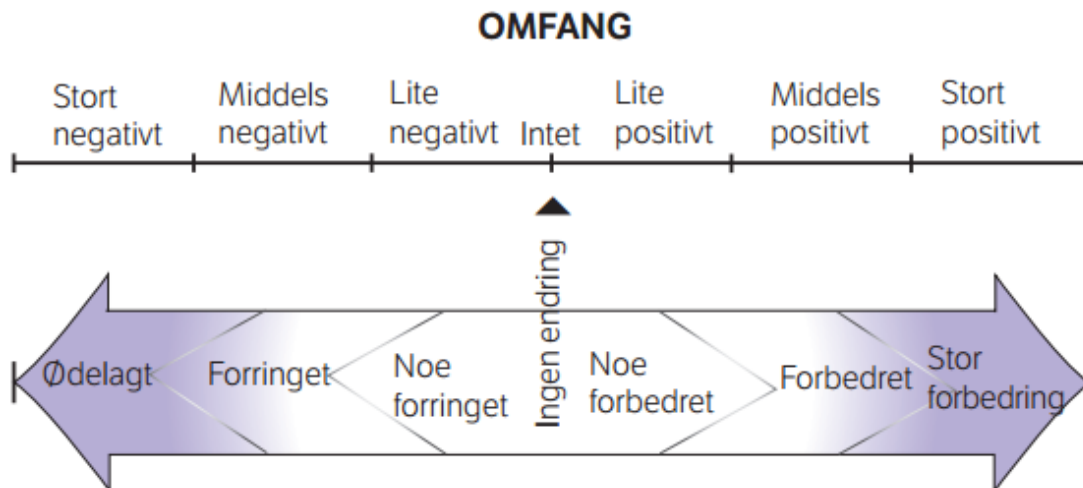 OMFANG
Stort
negativt
Middels
negativt
Lite
negativt
Intet
Lite
positivt
Middels
positivt
Stort
positivt
Ingen endring
Ødelagt
Forringet
Noe
forringet
Noe
forbedret
Forbedret
Stor
forbedring